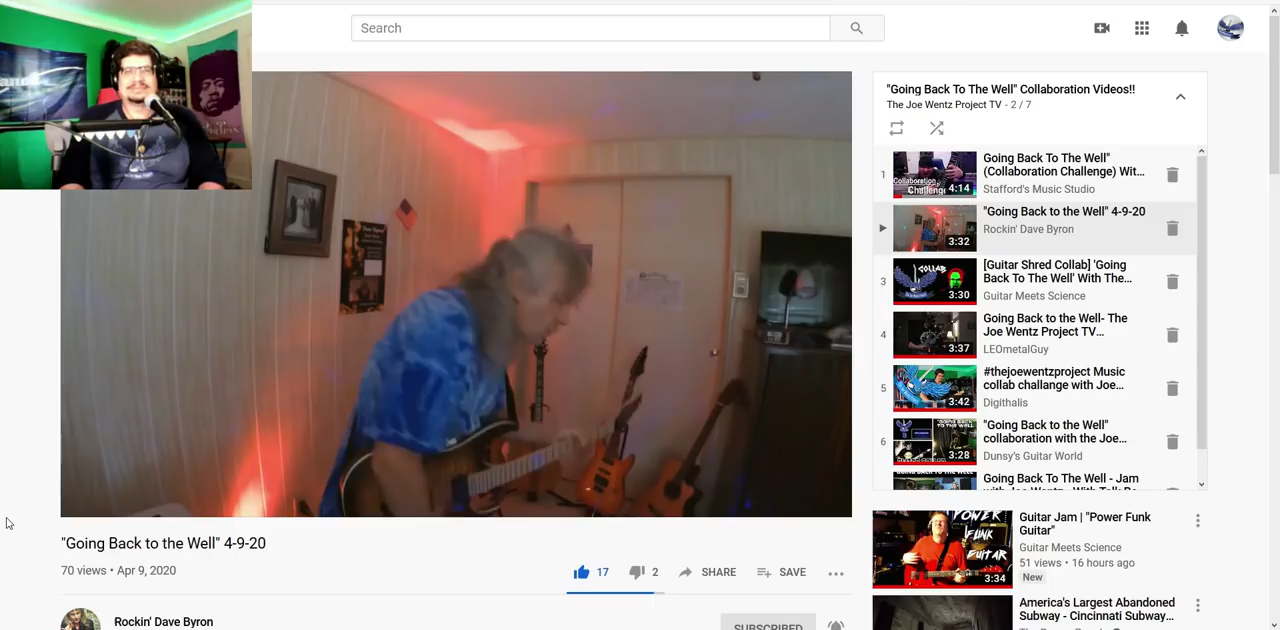 Search
"Going Back To The Well" Collaboration Videos!!
The Joe Wentz Project TV - 2 / 7
1
Collaboration
Challenge
4:14
Going Back To The Well"
(Collaboration Challenge) Wit...
Stafford's Music Studio
3:32
"Going Back to the Well" 4-9-20
Rockin' Dave Byron
3
COLLAB
3:30
[Guitar Shred Collab] 'Going
Back To The Well' With The...
Guitar Meets Science
4
3:37
Going Back to the Well- The
Joe Wentz Project TV...
LEOmetalGuy
5
3:42
#thejoewentzproject Music
collab challange with Joe...
Digithalis
6
3:28
"Going Back to the Well"
collaboration with the Joe...
Dunsy's Guitar World
Going Back To The Well - Jam
"Going Back to the Well" 4-9-20
70 views • Apr 9, 2020
17
2
SHARE
SAVE
Rockin' Dave Byron
SUBSCRIBED
POWER
FUNK
GUITAR
3:34
Guitar Jam | "Power Funk
Guitar"
Guitar Meets Science
51 views • 16 hours ago
New
America's Largest Abandoned
Subway - Cincinnati Subway...